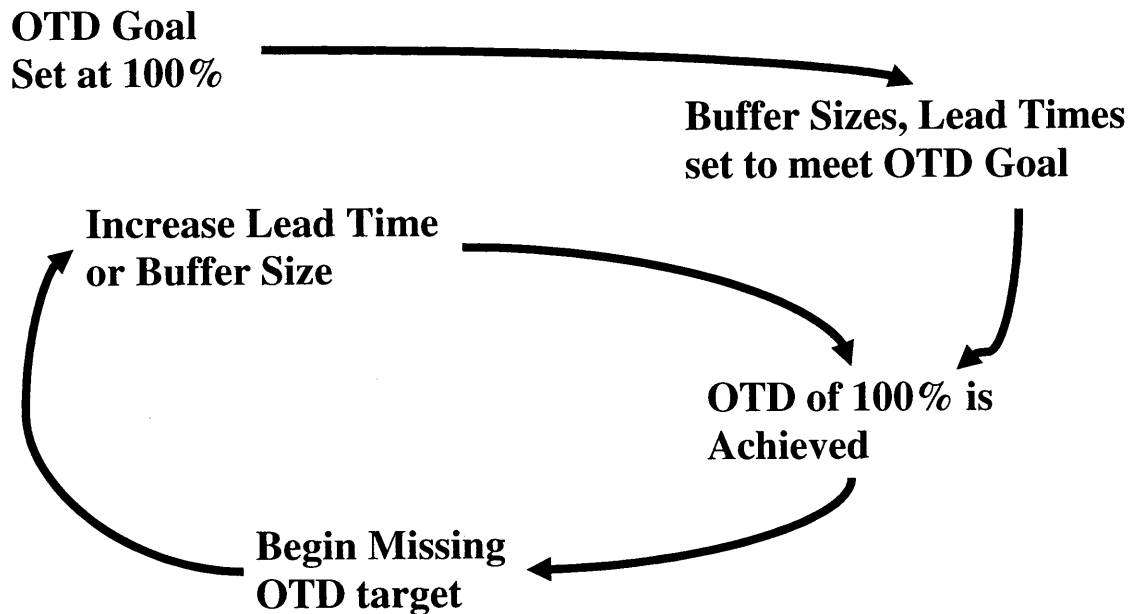 OTD Goal
Set at 100%
Buffer Sizes, Lead Times
set to meet OTD Goal
Increase Lead Time
or Buffer Size
OTD of 100% is
Achieved
Begin Missing
OTD target